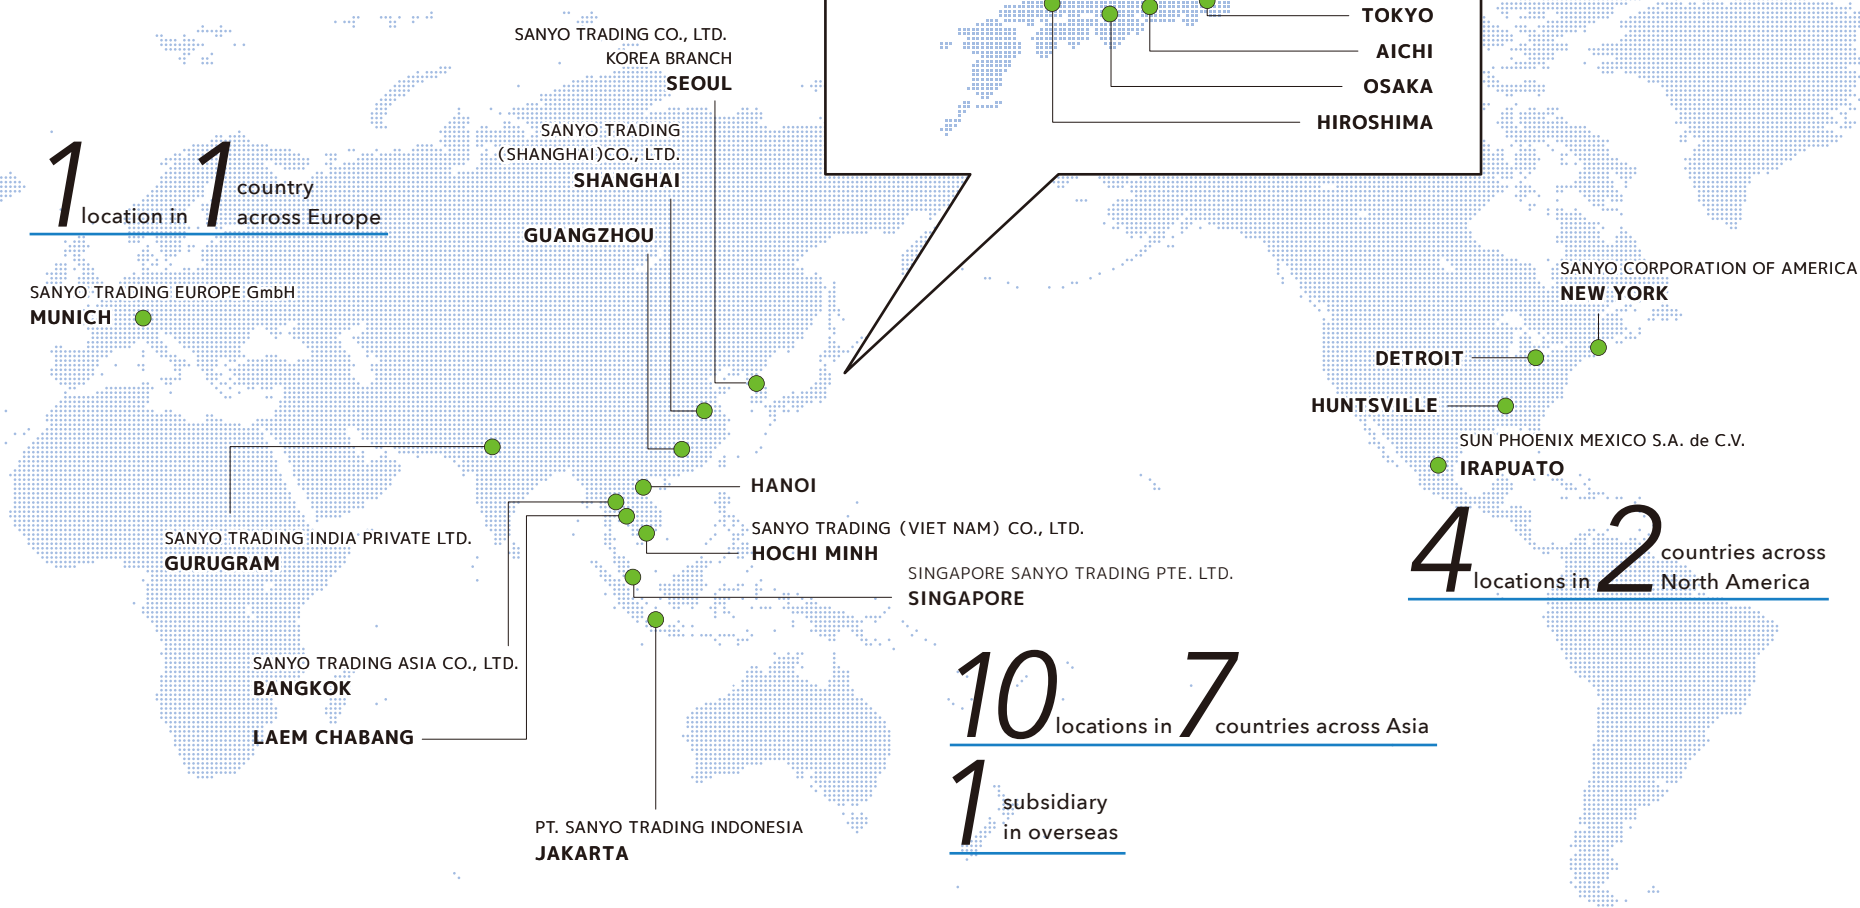 TOKYO
AICHI
OSAKA
HIROSHIMA
SANYO TRADING CO., LTD.
KOREA BRANCH
SEOUL
SANYO TRADING
(SHANGHAI)CO., LTD.
SHANGHAI
GUANGZHOU
1 location in 1 country
across Europe
SANYO TRADING EUROPE GmbH
MUNICH
SANYO CORPORATION OF AMERICA
NEW YORK
DETROIT
HUNTSVILLE
SUN PHOENIX MEXICO S.A. de C.V.
IRAPUATO
4 locations in 2 countries across
North America
HANOI
SANYO TRADING (VIET NAM) CO., LTD.
HOCHI MINH
SINGAPORE SANYO TRADING PTE. LTD.
SINGAPORE
SANYO TRADING INDIA PRIVATE LTD.
GURUGRAM
SANYO TRADING ASIA CO., LTD.
BANGKOK
LAEM CHABANG
10 locations in 7 countries across Asia
1 subsidiary
in overseas
PT. SANYO TRADING INDONESIA
JAKARTA